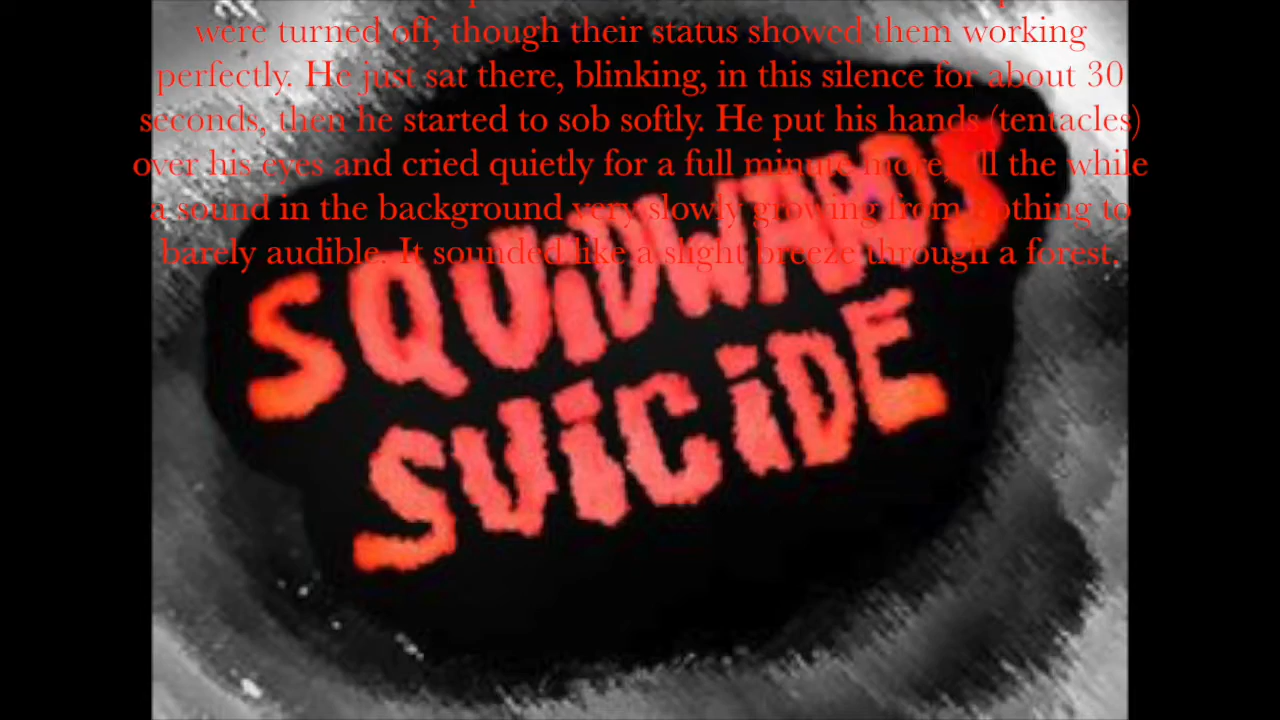 were turned off, though their status showed them working
perfectly. He just sat there, blinking, in this silence for about 30
seconds, then he started to sob softly. He put his hands (tentacles)
over his eyes and cried quietly for a full minute more, all the while
a sound in the background very slowly growing from nothing to
barely audible. It sounded like a slight breeze through a forest.
SQUiDWARDS
SUiCiDE